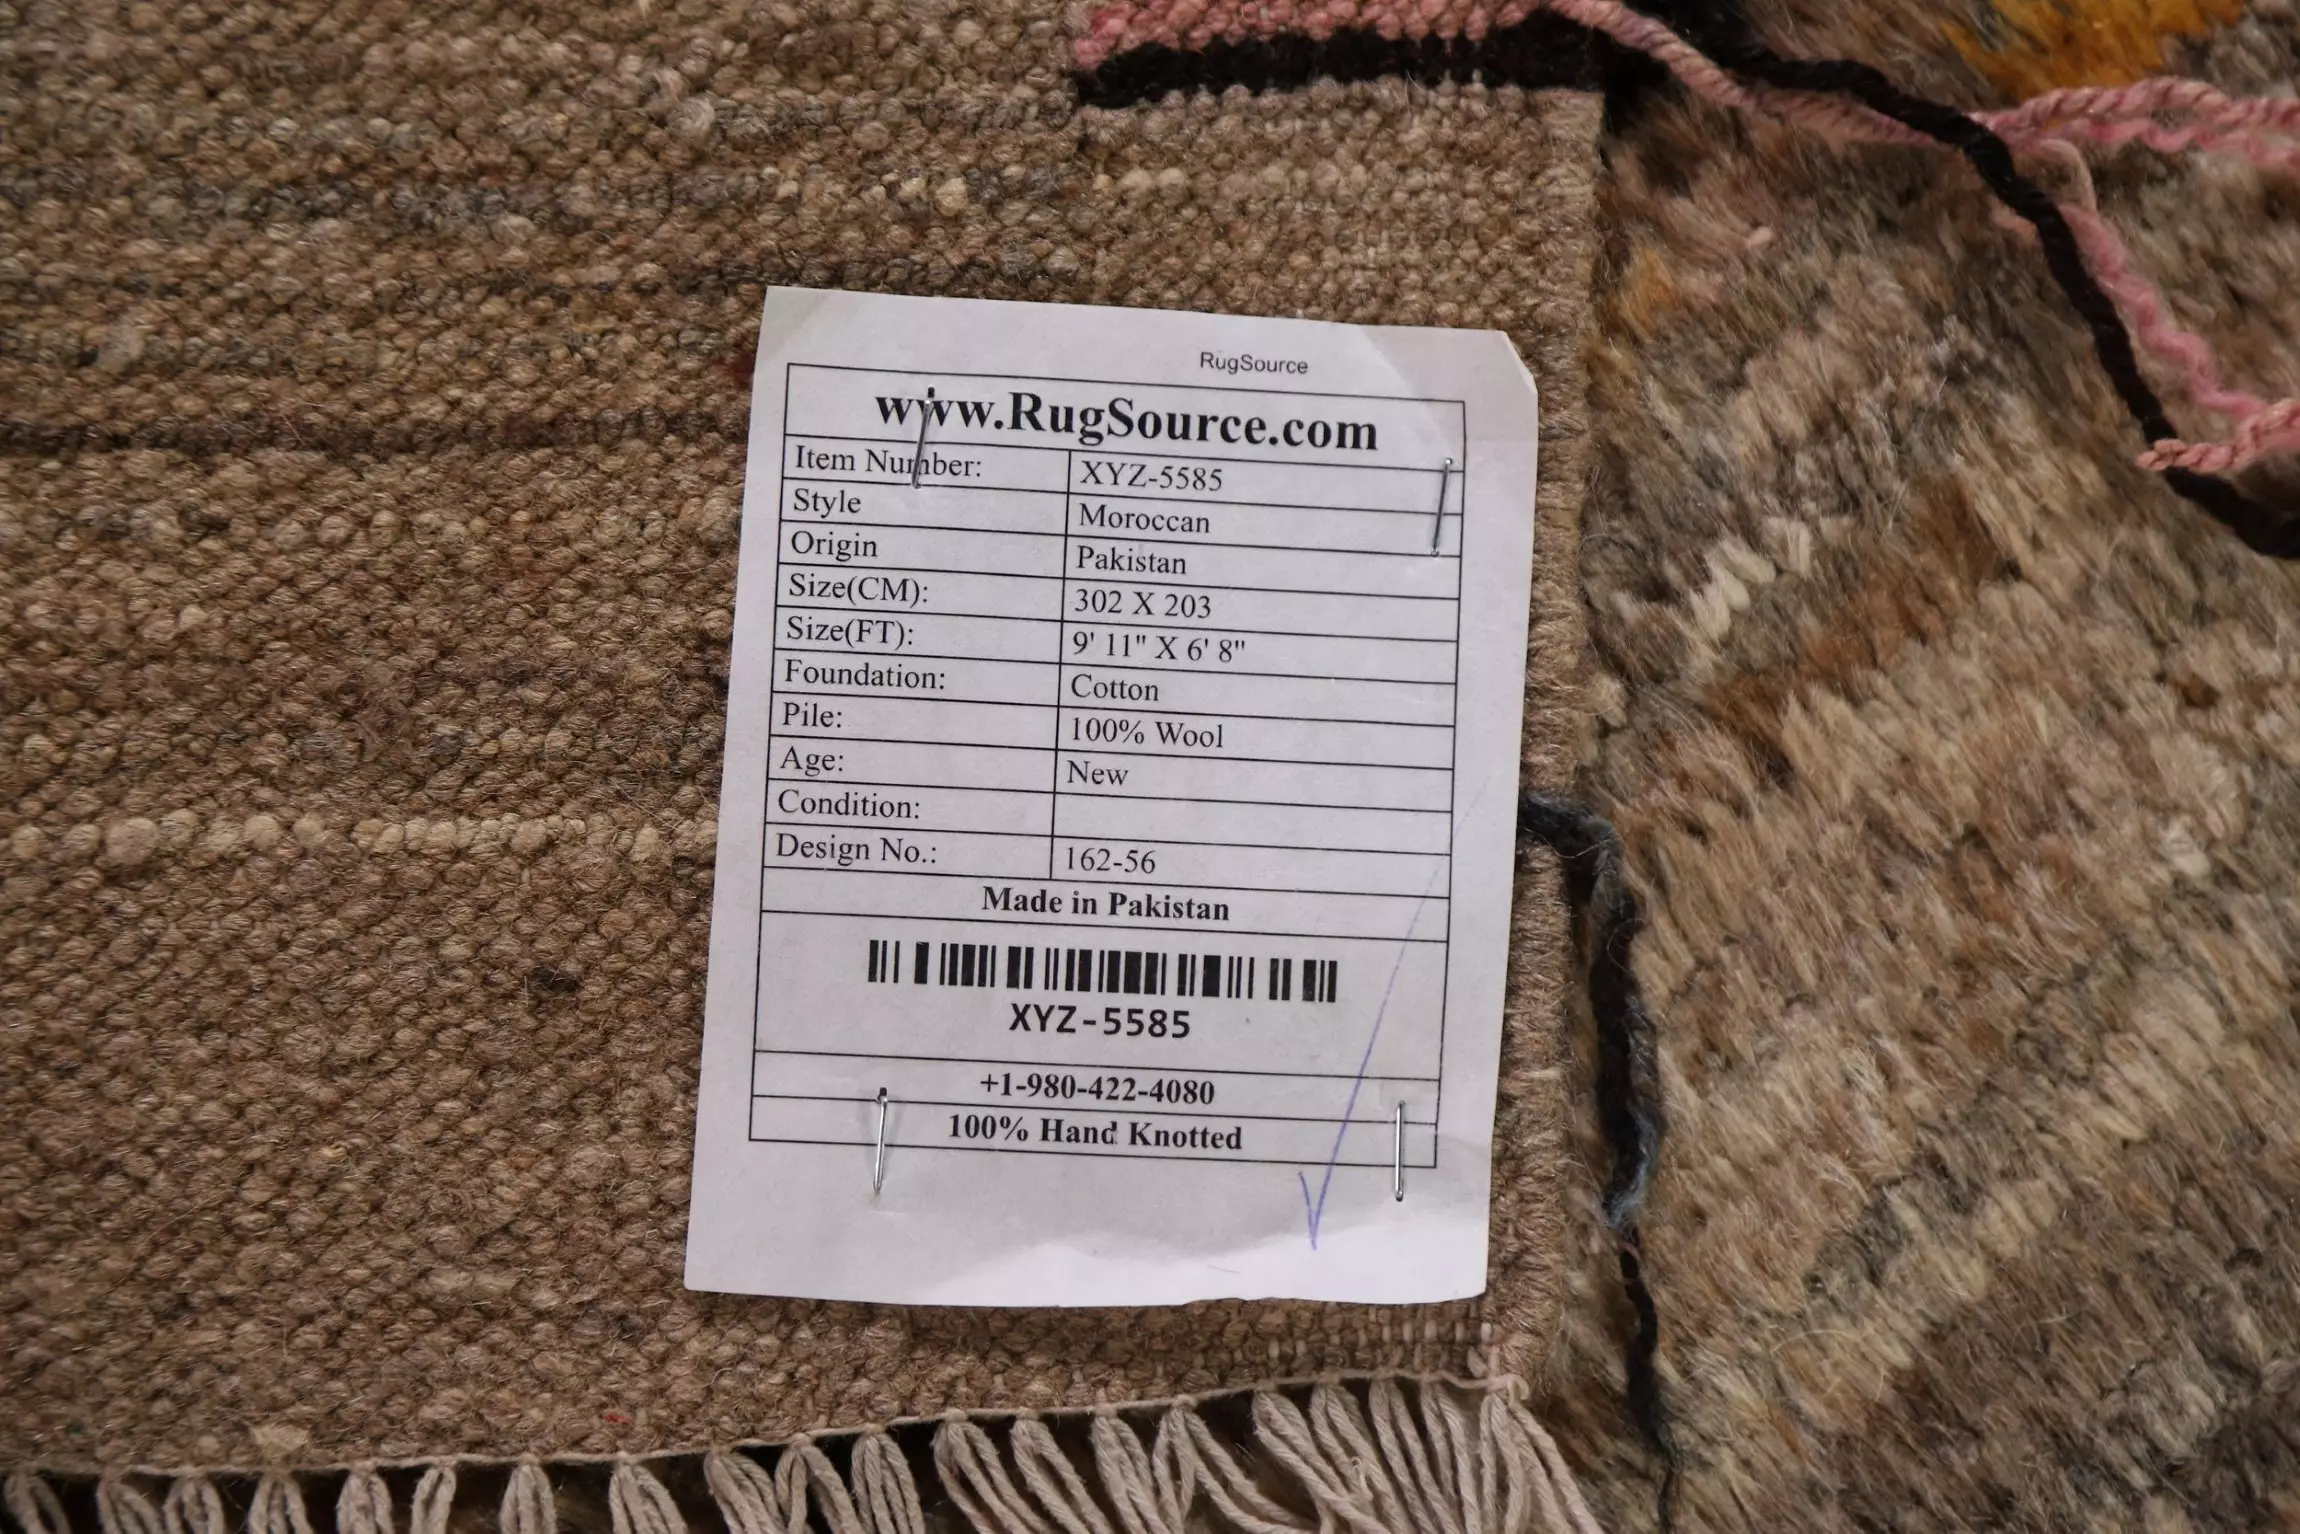 RugSource
www.RugSource.com
Item Number: XYZ-5585
Style Moroccan
Origin Pakistan
Size(CM): 302 X 203
Size(FT): 9' 11" X 6' 8"
Foundation: Cotton
Pile: 100% Wool
Age: New
Condition:
Design No.: 162-56
Made in Pakistan
XYZ-5585
+1-980-422-4080
100% Hand Knotted